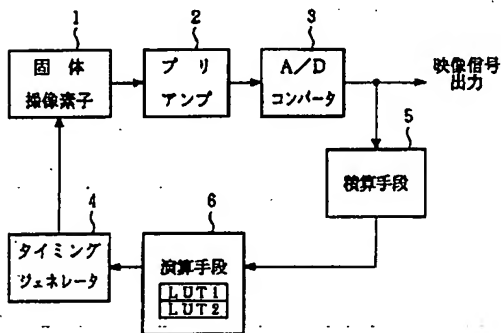 1
固体
撮像素子
2
プリ
アンプ
3
A/D
コンバータ
映像信号
出力
5
積算手段
6
演算手段
LUT1
LUT2
4
タイミング
ジェネレータ